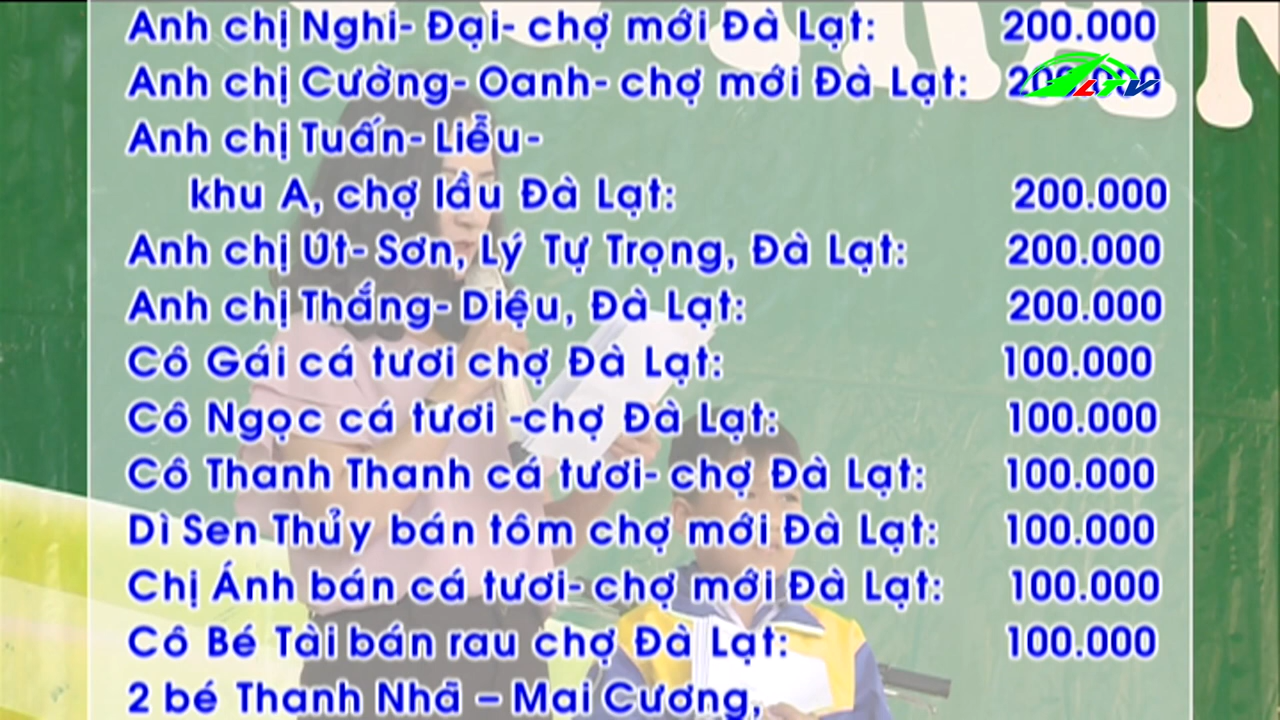 Anh chị Nghi- Đại- chợ mới Đà Lạt: 200.000
Anh chị Cường- Oanh- chợ mới Đà Lạt: 200.000
LTV
Anh chị Tuấn- Liễu-
khu A, chợ lầu Đà Lạt: 200.000
Anh chị Út- Sơn, Lý Tự Trọng, Đà Lạt: 200.000
Anh chị Thắng- Diệu, Đà Lạt: 200.000
Cô Gái cá tươi chợ Đà Lạt: 100.000
Cô Ngọc cá tươi -chợ Đà Lạt: 100.000
Cô Thanh Thanh cá tươi- chợ Đà Lạt: 100.000
Dì Sen Thủy bán tôm chợ mới Đà Lạt: 100.000
Chị Ánh bán cá tươi- chợ mới Đà Lạt: 100.000
Cô Bé Tài bán rau chợ Đà Lạt: 100.000
2 bé Thanh Nhã – Mai Cương,